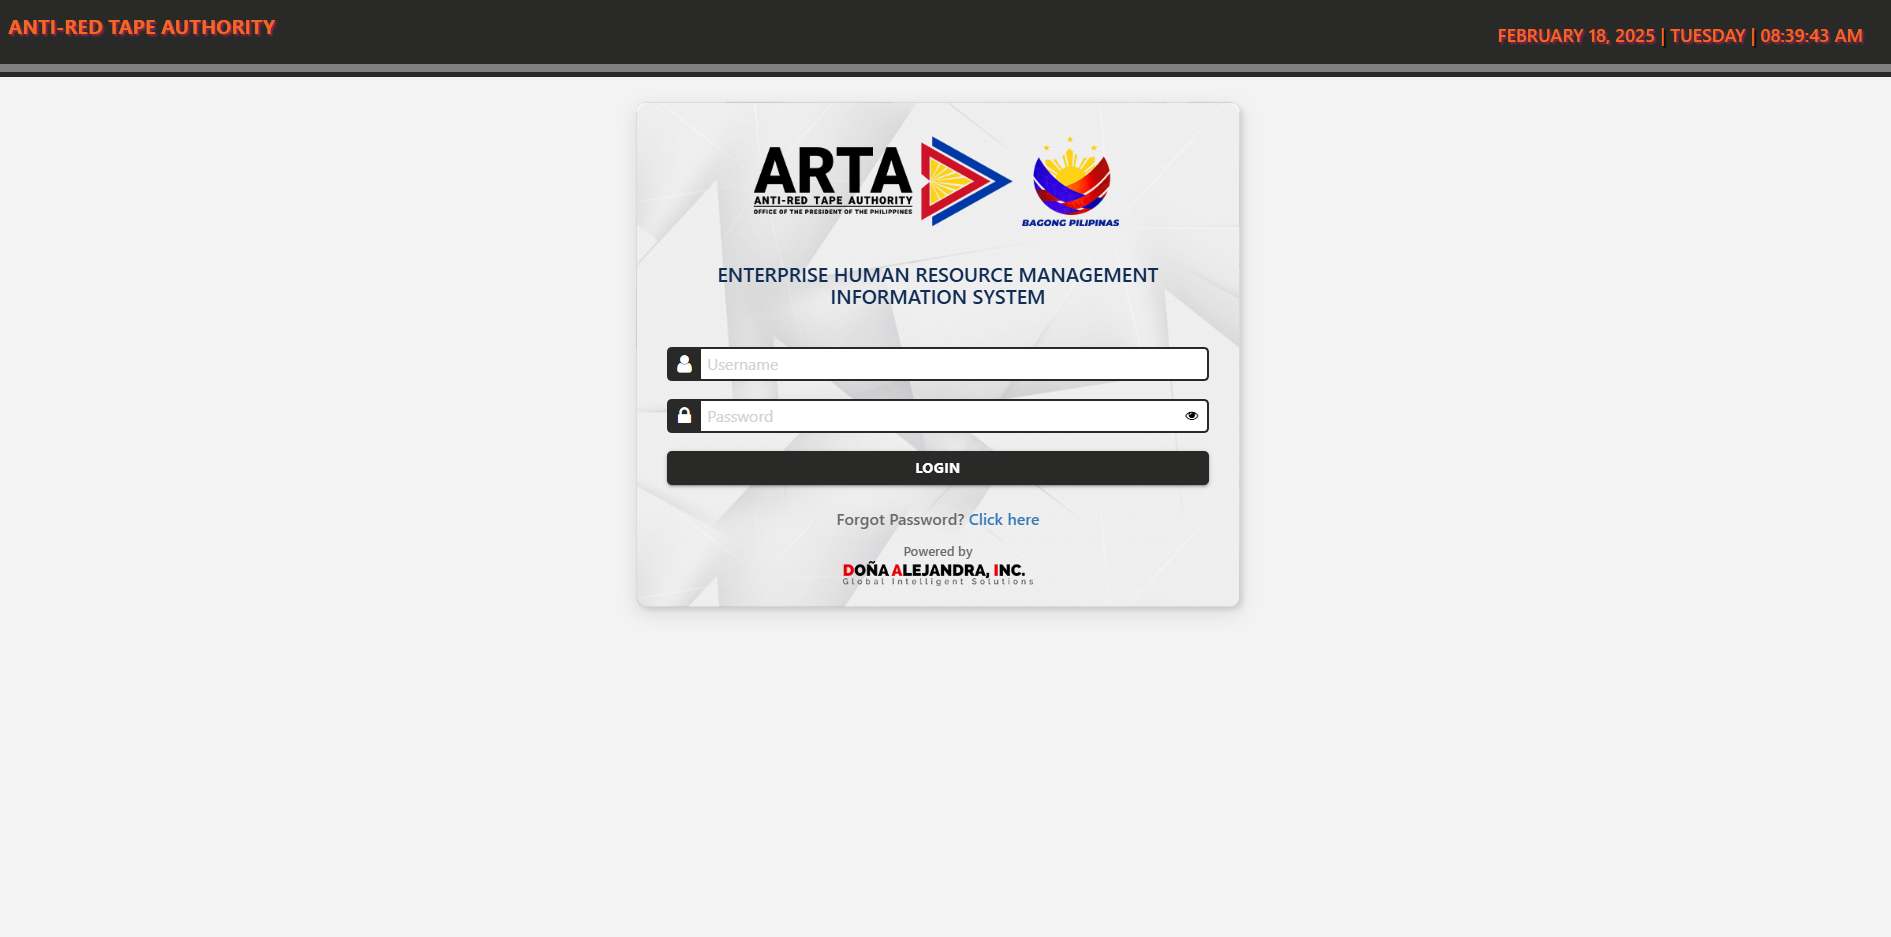 ANTI-RED TAPE AUTHORITY
FEBRUARY 18, 2025 | TUESDAY | 08:39:43 AM
ARTA
ANTI-RED TAPE AUTHORITY
OFFICE OF THE PRESIDENT OF THE PHILIPPINES
BAGONG PILIPINAS
ENTERPRISE HUMAN RESOURCE MANAGEMENT
INFORMATION SYSTEM
Username
Password
LOGIN
Forgot Password? Click here
Powered by
DOÑA ALEJANDRA, INC.
Global Intelligent Solutions